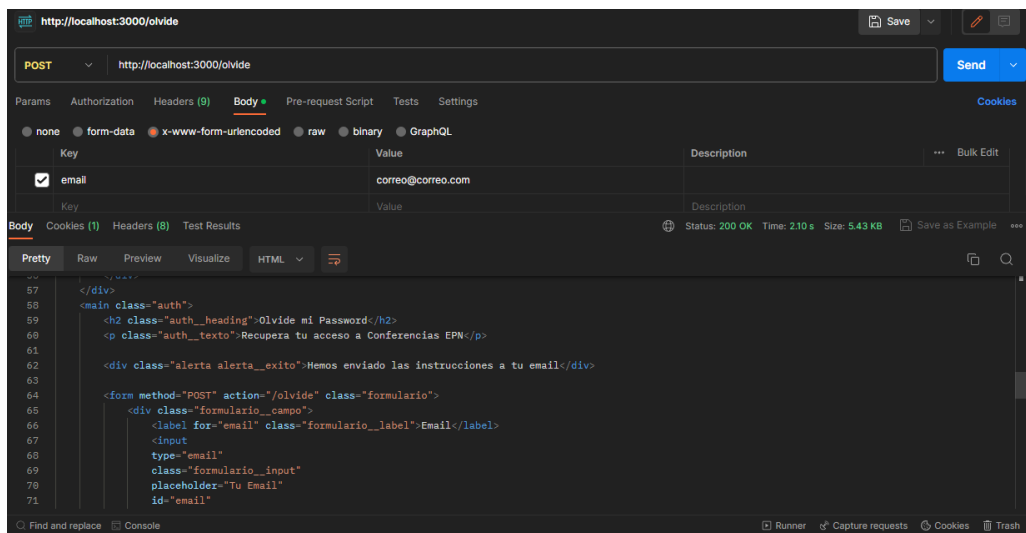 HTTP http://localhost:3000/olvide Save
POST http://localhost:3000/olvide Send
Params Authorization Headers (9) Body Pre-request Script Tests Settings Cookies
none form-data x-www-form-urlencoded raw binary GraphQL
Key Value Description ••• Bulk Edit
email correo@correo.com
Key Value Description
Body Cookies (1) Headers (8) Test Results Status: 200 OK Time: 2.10 s Size: 5.43 KB Save as Example
Pretty Raw Preview Visualize HTML
56 </div>
57 </div>
58 <main class="auth">
59 <h2 class="auth__heading">Olvide mi Password</h2>
60 <p class="auth__texto">Recupera tu acceso a Conferencias EPN</p>
61
62 <div class="alerta alerta__exito">Hemos enviado las instrucciones a tu email</div>
63
64 <form method="POST" action="/olvide" class="formulario">
65 <div class="formulario__campo">
66 <label for="email" class="formulario__label">Email</label>
67 <input
68 type="email"
69 class="formulario__input"
70 placeholder="Tu Email"
71 id="email"
Find and replace Console Runner Capture requests Cookies Trash